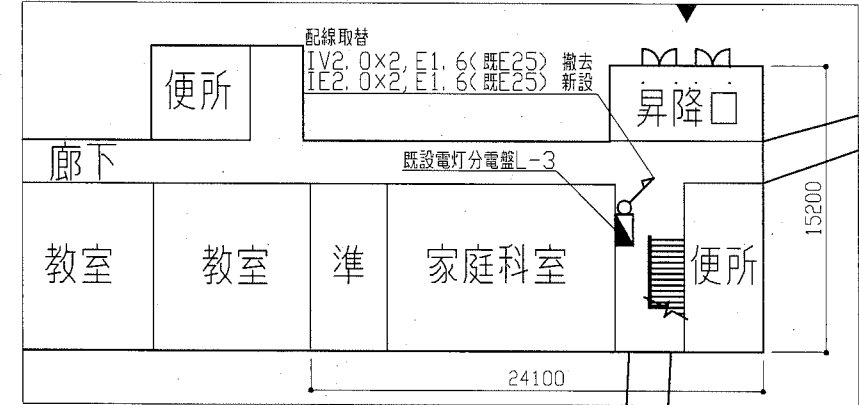 配線取替
IV2.0×2,E1.6(既E25) 撤去
IE2.0×2,E1.6(既E25) 新設
便所
昇降口
廊下
既設電灯分電盤L-3
15200
教室
教室
準
家庭科室
便所
24100